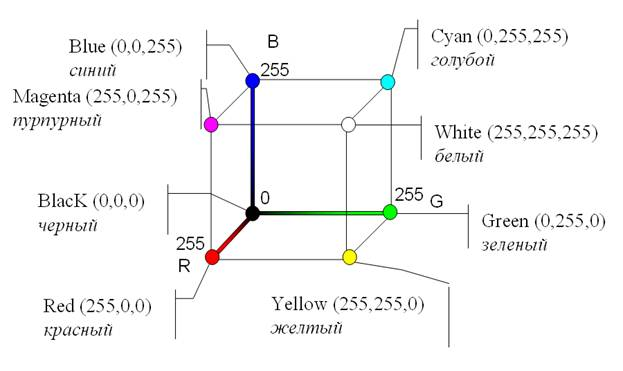 Blue (0,0,255)
синий
B
255
Cyan (0,255,255)
голубой
Magenta (255,0,255)
пурпурный
White (255,255,255)
белый
BlacK (0,0,0)
черный
0
255
G
Green (0,255,0)
зеленый
255
R
Red (255,0,0)
красный
Yellow (255,255,0)
желтый